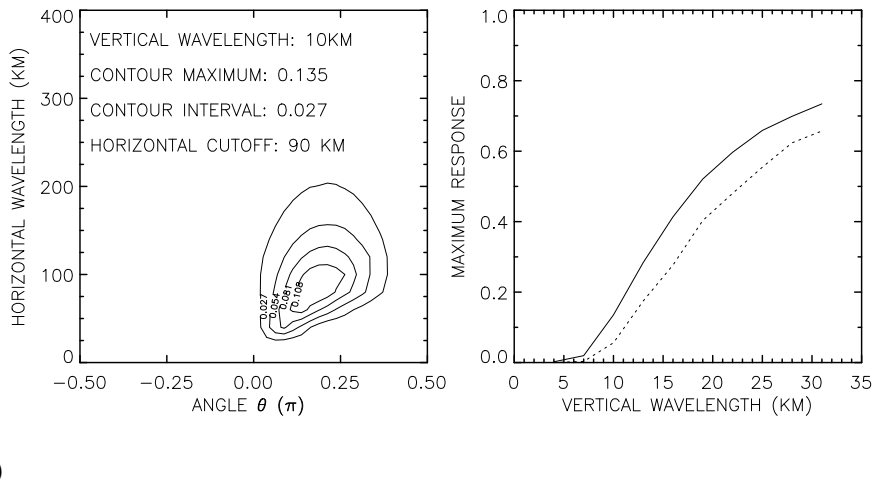 400
300
200
100
0
HORIZONTAL WAVELENGTH (KM)
VERTICAL WAVELENGTH: 10KM
CONTOUR MAXIMUM: 0.135
CONTOUR INTERVAL: 0.027
HORIZONTAL CUTOFF: 90 KM
0.027
0.054
0.081
0.108
−0.50 −0.25 0.00 0.25 0.50
ANGLE θ (π)
1.0
0.8
0.6
0.4
0.2
0.0
MAXIMUM RESPONSE
0 5 10 15 20 25 30 35
VERTICAL WAVELENGTH (KM)
)